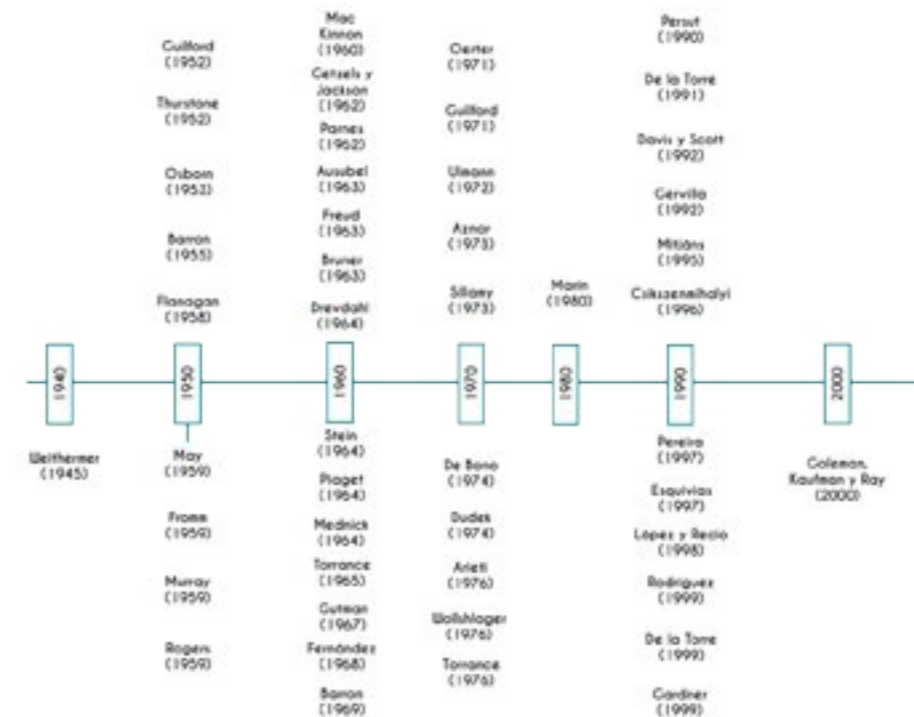 Guilford
(1952)
Thurstone
(1952)
Osborn
(1953)
Barron
(1955)
Flanagan
(1958)
Mac
Kinnon
(1960)
Getzels y
Jackson
(1962)
Parnes
(1962)
Ausubel
(1963)
Freud
(1963)
Bruner
(1963)
Drevdahl
(1964)
Oerter
(1971)
Guilford
(1971)
Ulmann
(1972)
Aznar
(1973)
Sillamy
(1973)
Marin
(1980)
Persut
(1990)
De la Torre
(1991)
Davis y Scott
(1992)
Gervilla
(1992)
Mitjáns
(1995)
Csikszenmihalyi
(1996)
1940
1950
1960
1970
1980
1990
2000
Weithermer
(1945)
May
(1959)
Fromm
(1959)
Murray
(1959)
Rogers
(1959)
Stein
(1964)
Piaget
(1964)
Mednick
(1964)
Torrance
(1965)
Gutman
(1967)
Fernández
(1968)
Barron
(1969)
De Bono
(1974)
Dudek
(1974)
Arieti
(1976)
Wollshlager
(1976)
Torrance
(1976)
Pereira
(1997)
Esquivias
(1997)
López y Recio
(1998)
Rodríguez
(1999)
De la Torre
(1999)
Gardner
(1999)
Goleman,
Kaufman y Ray
(2000)